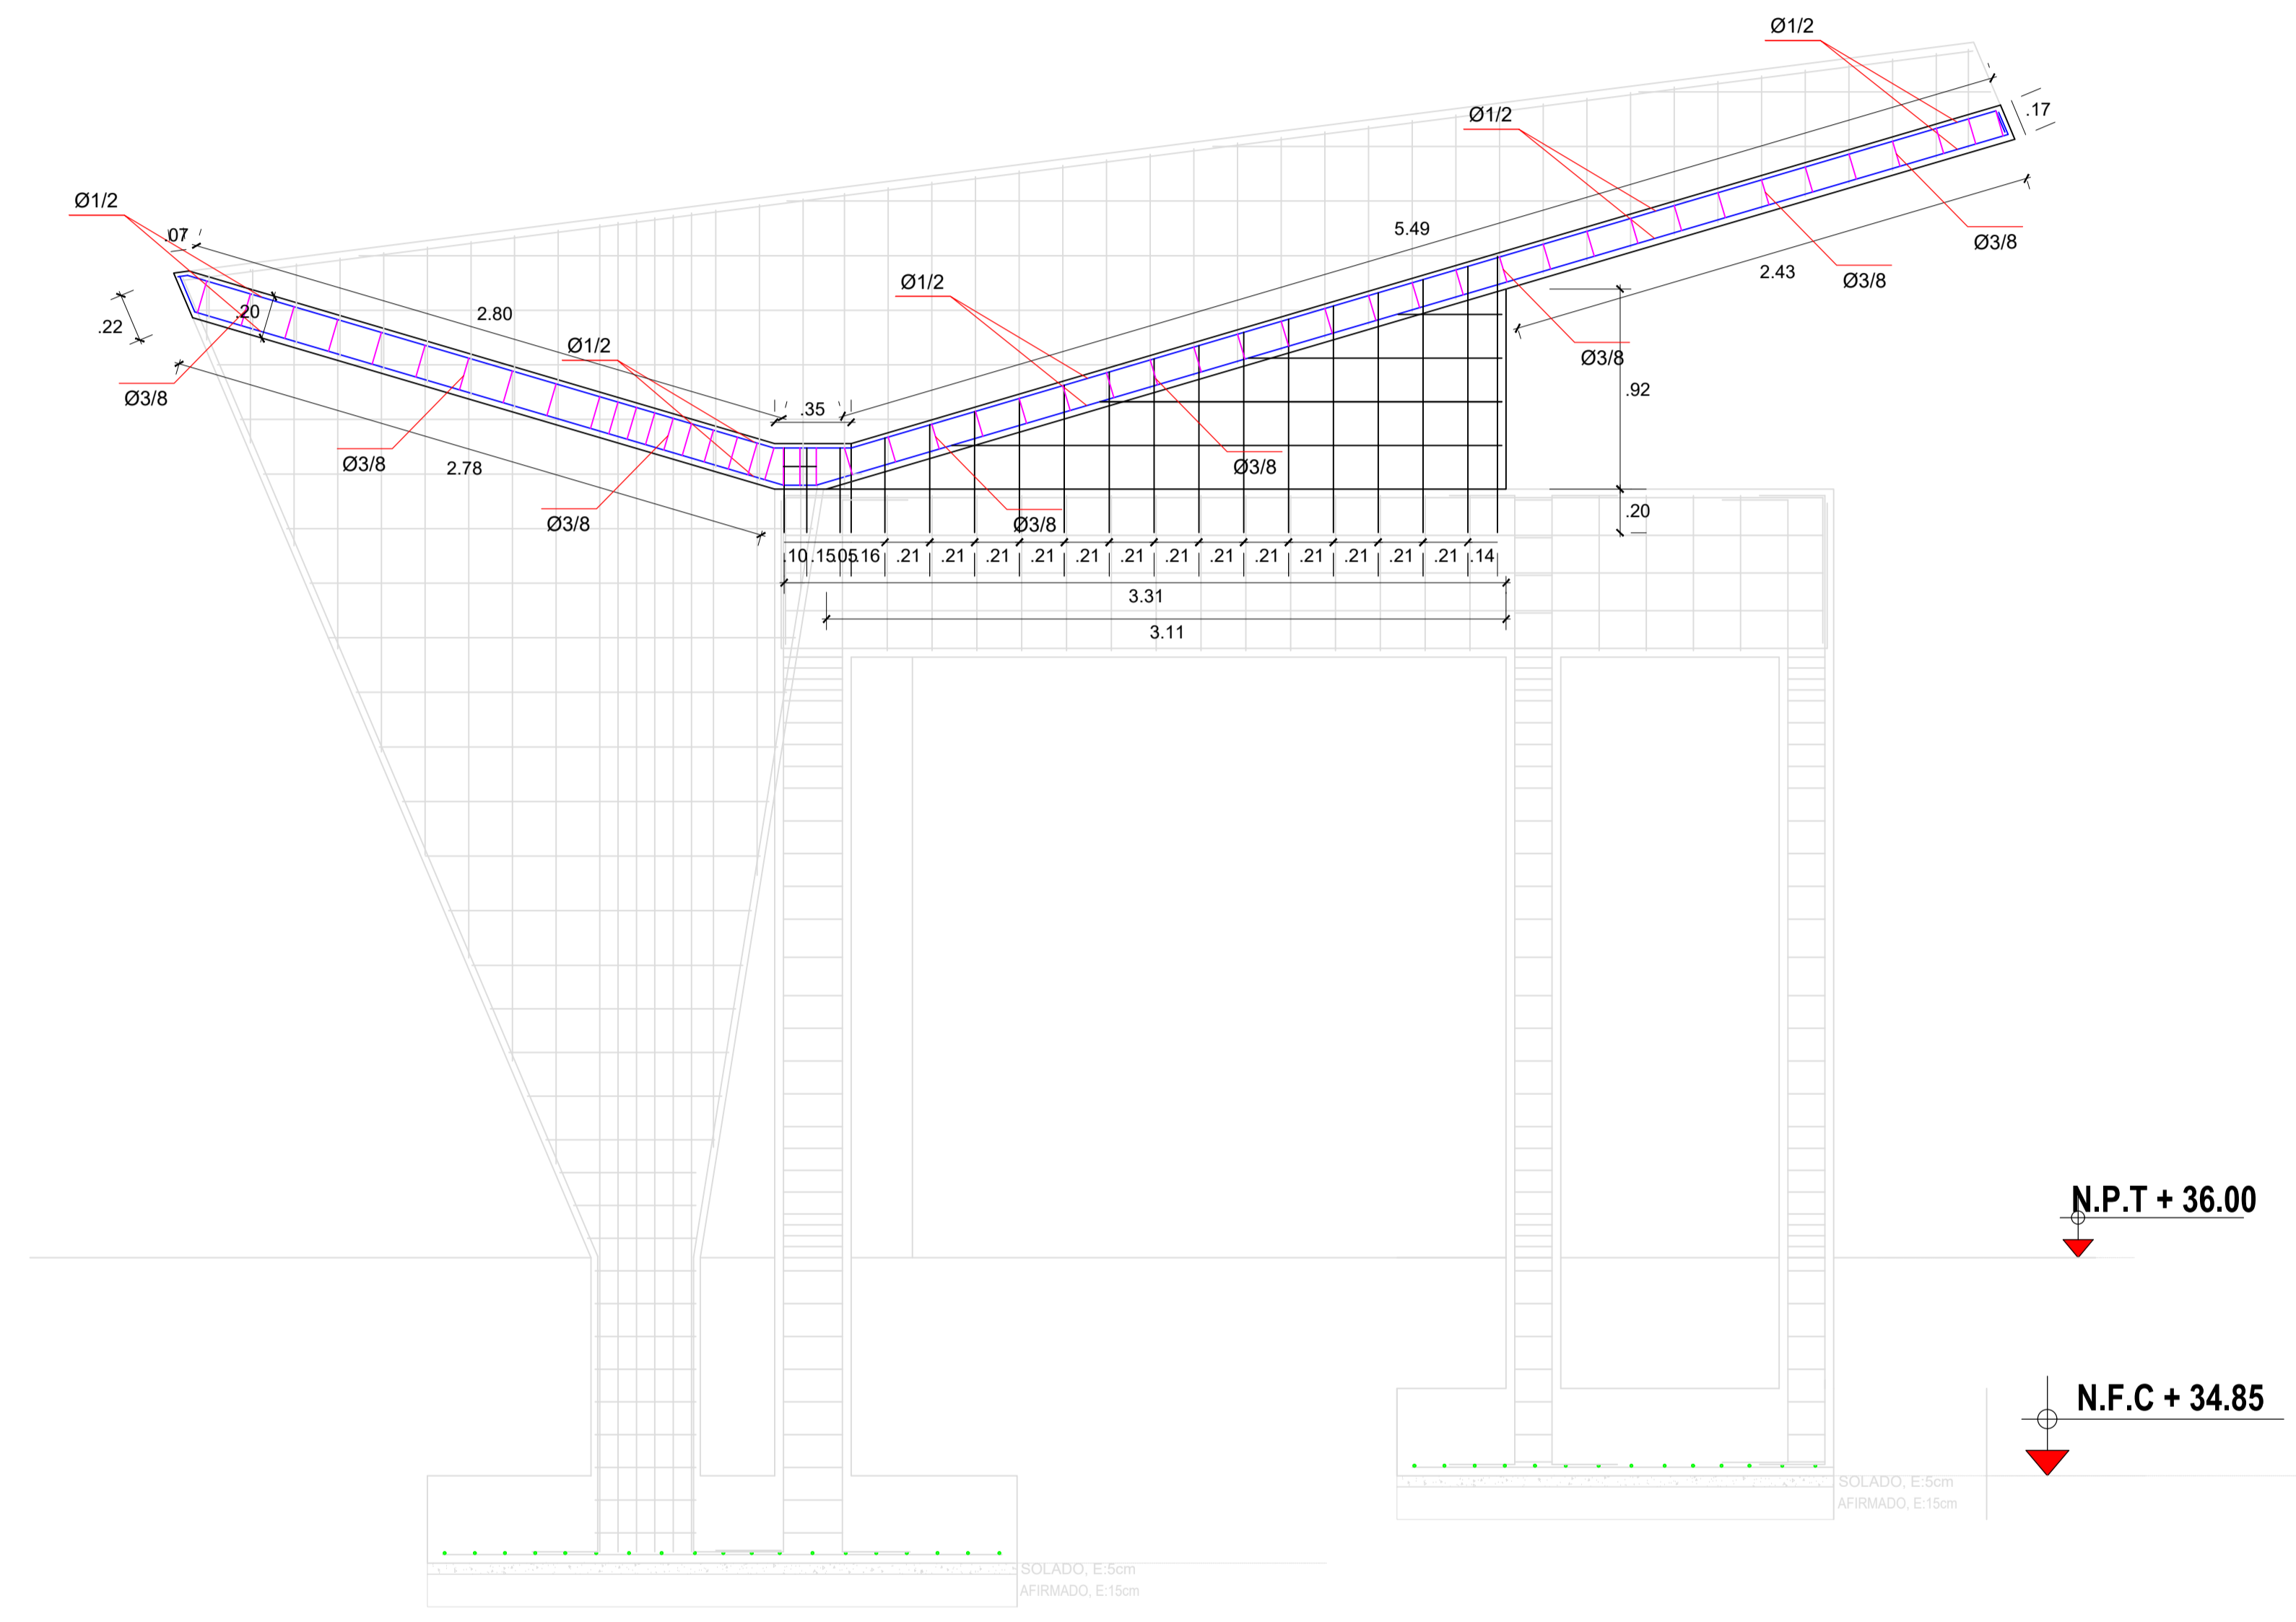 Ø1/2
Ø1/2
.17
Ø1/2
.07
5.49
Ø3/8
Ø3/8
2.43
Ø1/2
.20
.22
2.80
Ø1/2
Ø3/8
.92
Ø3/8
.35
Ø3/8
2.78
Ø3/8
Ø3/8
Ø3/8
.20
.10 .15 .05 .16 .21 .21 .21 .21 .21 .21 .21 .21 .21 .21 .21 .21 .21 .14
3.31
3.11
N.P.T + 36.00
N.F.C + 34.85
SOLADO, E:5cm
AFIRMADO, E:15cm
SOLADO, E:5cm
AFIRMADO, E:15cm